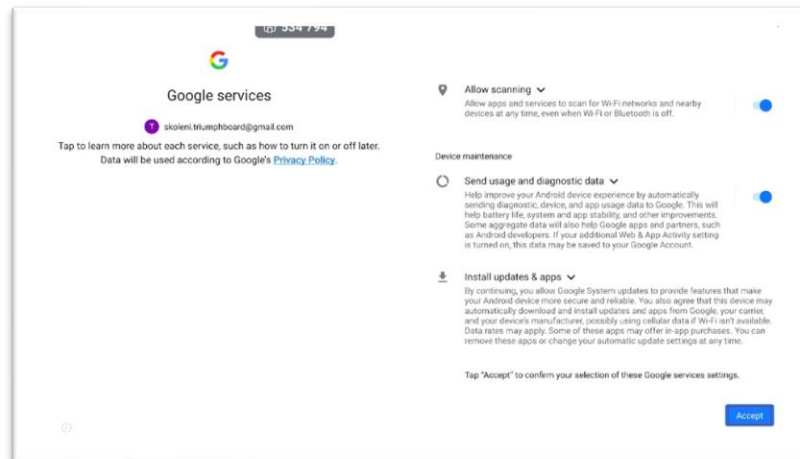 534 794
Google services
T skoleni.triumphboard@gmail.com
Tap to learn more about each service, such as how to turn it on or off later.
Data will be used according to Google's Privacy Policy.
Allow scanning
Allow apps and services to scan for Wi-Fi networks and nearby
devices at any time, even when Wi-Fi or Bluetooth is off.
Device maintenance
Send usage and diagnostic data
Help improve your Android device experience by automatically
sending diagnostic, device, and app usage data to Google. This will
help battery life, system and app stability, and other improvements.
Some aggregate data will also help Google apps and partners, such
as Android developers. If your additional Web & App Activity setting
is turned on, this data may be saved to your Google Account.
Install updates & apps
By continuing, you allow Google System updates to provide features that make
your Android device more secure and reliable. You also agree that this device may
automatically download and install updates and apps from Google, your carrier,
and your device's manufacturer, possibly using cellular data if Wi-Fi isn't available.
Data rates may apply. Some of these apps may offer in-app purchases. You can
remove these apps or change your automatic update settings at any time.
Tap "Accept" to confirm your selection of these Google services settings.
Accept